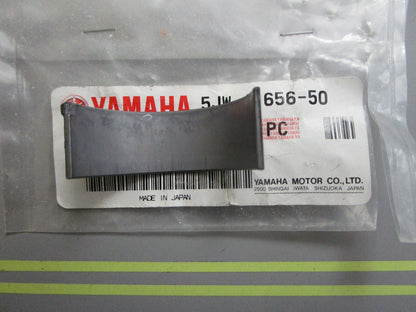 YAMAHA 5JW 656-50
PC
MADE IN JAPAN
YAMAHA MOTOR CO., LTD.
2500 SHINGAI IWATA SHIZUOKA JAPAN